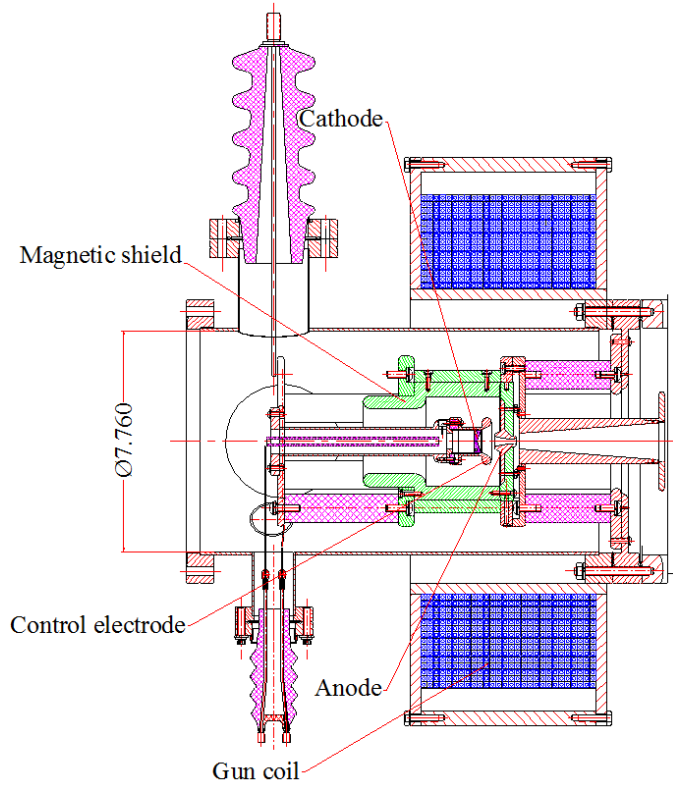 Cathode
Magnetic shield
Ø7.760
Control electrode
Anode
Gun coil